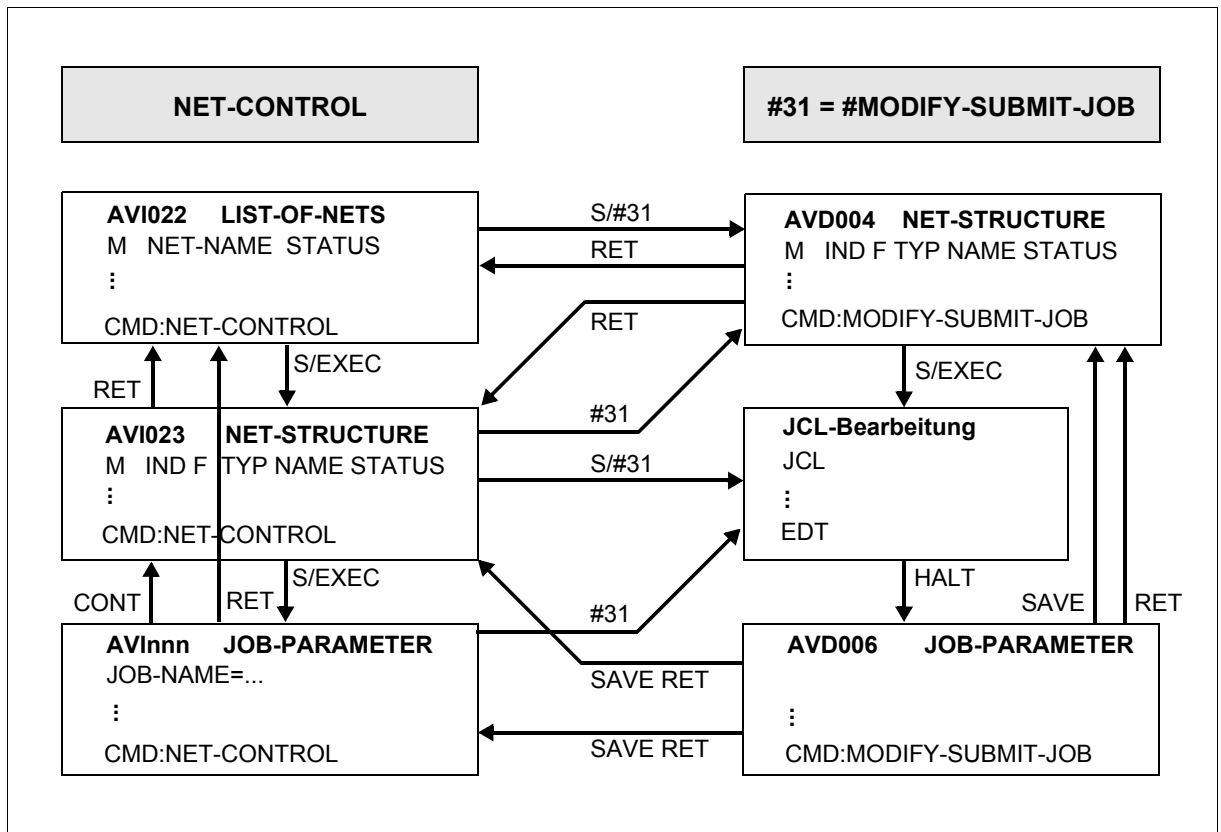 NET-CONTROL
#31 = #MODIFY-SUBMIT-JOB
AVI022 LIST-OF-NETS
M NET-NAME STATUS
⋮
CMD:NET-CONTROL
S/#31
RET
RET
AVD004 NET-STRUCTURE
M IND F TYP NAME STATUS
⋮
CMD:MODIFY-SUBMIT-JOB
RET
S/EXEC
S/EXEC
AVI023 NET-STRUCTURE
M IND F TYP NAME STATUS
⋮
CMD:NET-CONTROL
#31
S/#31
JCL-Bearbeitung
JCL
⋮
EDT
CONT
RET
S/EXEC
#31
HALT
SAVE
RET
AVInnn JOB-PARAMETER
JOB-NAME=...
⋮
CMD:NET-CONTROL
SAVE RET
SAVE RET
AVD006 JOB-PARAMETER
⋮
CMD:MODIFY-SUBMIT-JOB